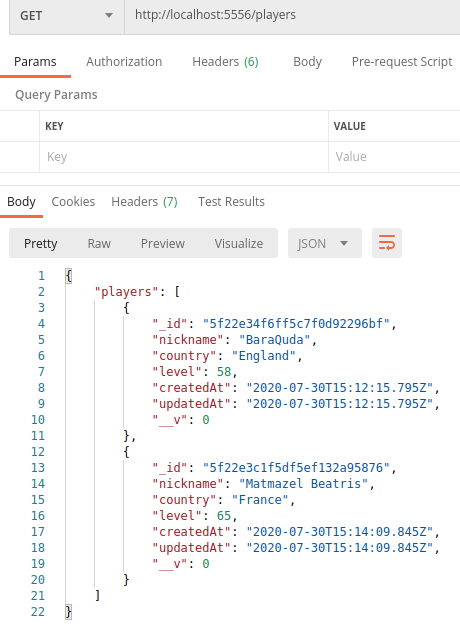 GET http://localhost:5556/players
Params Authorization Headers (6) Body Pre-request Script
Query Params
KEY VALUE
Key Value
Body Cookies Headers (7) Test Results
Pretty Raw Preview Visualize JSON
1 {
2 "players": [
3 {
4 "_id": "5f22e34f6ff5c7f0d92296bf",
5 "nickname": "BaraQuda",
6 "country": "England",
7 "level": 58,
8 "createdAt": "2020-07-30T15:12:15.795Z",
9 "updatedAt": "2020-07-30T15:12:15.795Z",
10 "__v": 0
11 },
12 {
13 "_id": "5f22e3c1f5df5ef132a95876",
14 "nickname": "Matmazel Beatris",
15 "country": "France",
16 "level": 65,
17 "createdAt": "2020-07-30T15:14:09.845Z",
18 "updatedAt": "2020-07-30T15:14:09.845Z",
19 "__v": 0
20 }
21 ]
22 }